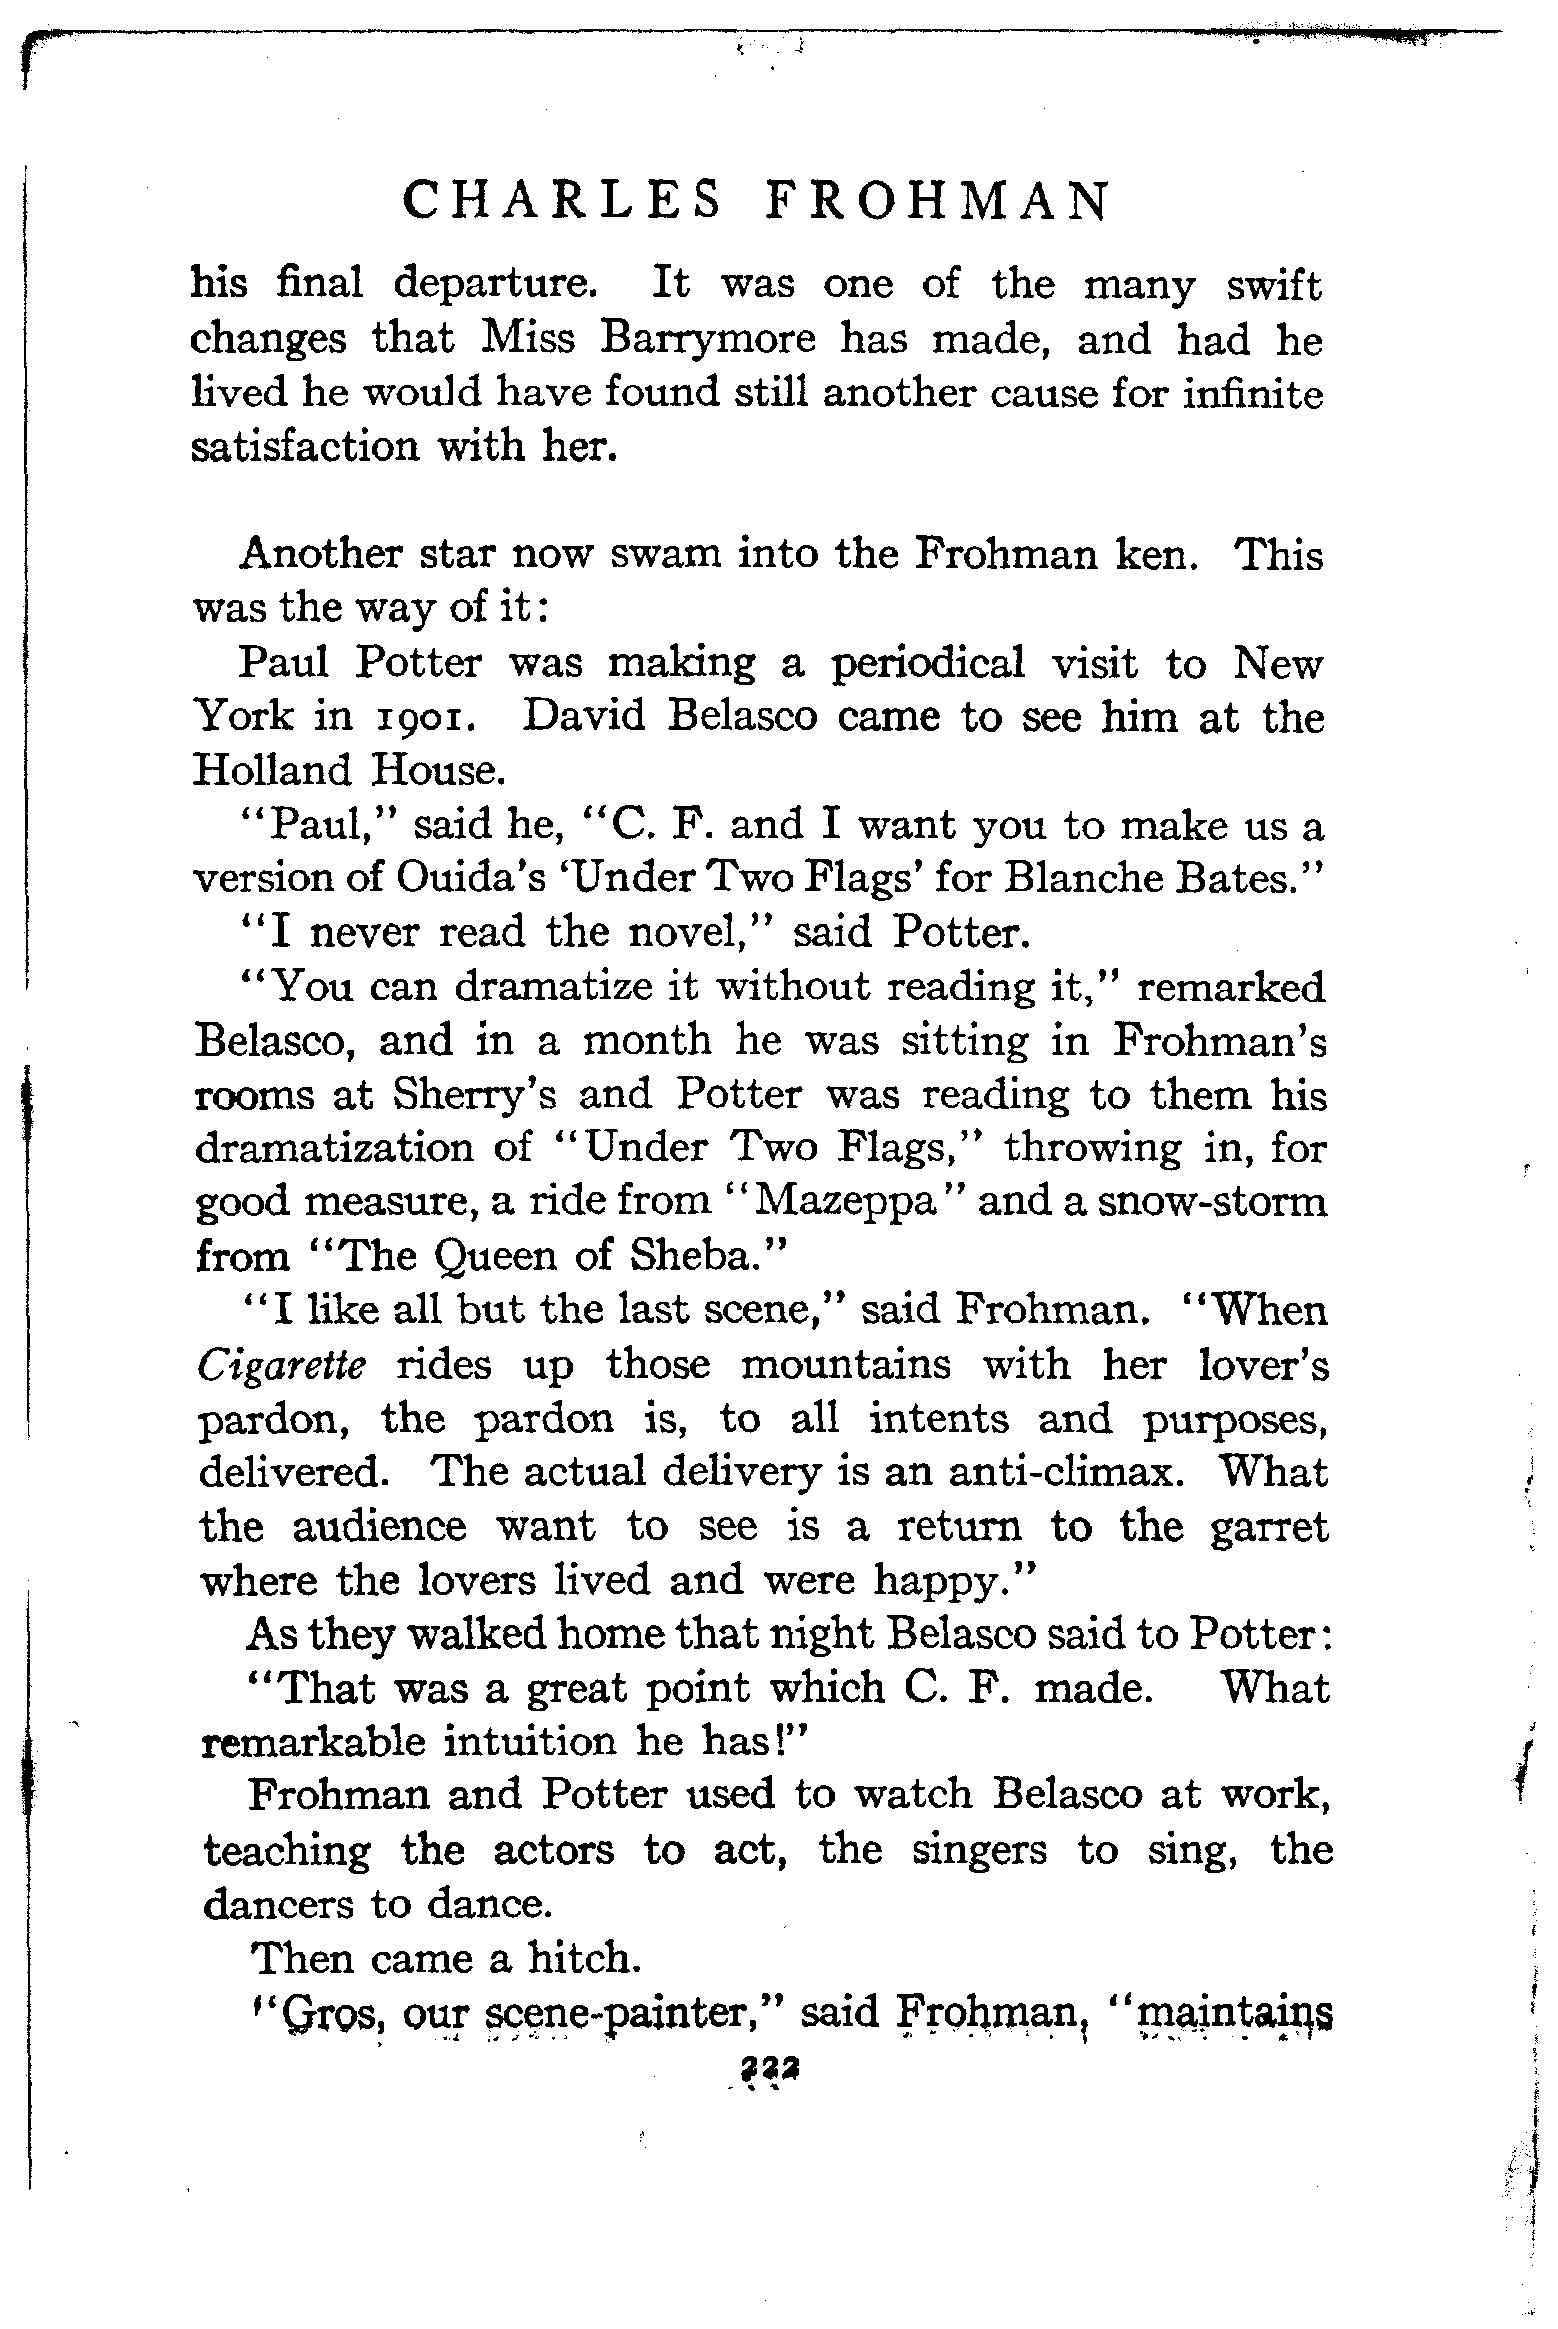 CHARLES FROHMAN
his final departure. It was one of the many swift
changes that Miss Barrymore has made, and had he
lived he would have found still another cause for infinite
satisfaction with her.
Another star now swam into the Frohman ken. This
was the way of it:
Paul Potter was making a periodical visit to New
York in 1901. David Belasco came to see him at the
Holland House.
"Paul," said he, "C. F. and I want you to make us a
version of Ouida's 'Under Two Flags' for Blanche Bates."
"I never read the novel," said Potter.
"You can dramatize it without reading it," remarked
Belasco, and in a month he was sitting in Frohman's
rooms at Sherry's and Potter was reading to them his
dramatization of "Under Two Flags," throwing in, for
good measure, a ride from "Mazeppa" and a snow-storm
from "The Queen of Sheba."
"I like all but the last scene," said Frohman. "When
Cigarette rides up those mountains with her lover's
pardon, the pardon is, to all intents and purposes,
delivered. The actual delivery is an anti-climax. What
the audience want to see is a return to the garret
where the lovers lived and were happy."
As they walked home that night Belasco said to Potter:
"That was a great point which C. F. made. What
remarkable intuition he has!"
Frohman and Potter used to watch Belasco at work,
teaching the actors to act, the singers to sing, the
dancers to dance.
Then came a hitch.
"Gros, our scene-painter," said Frohman, "maintains
222